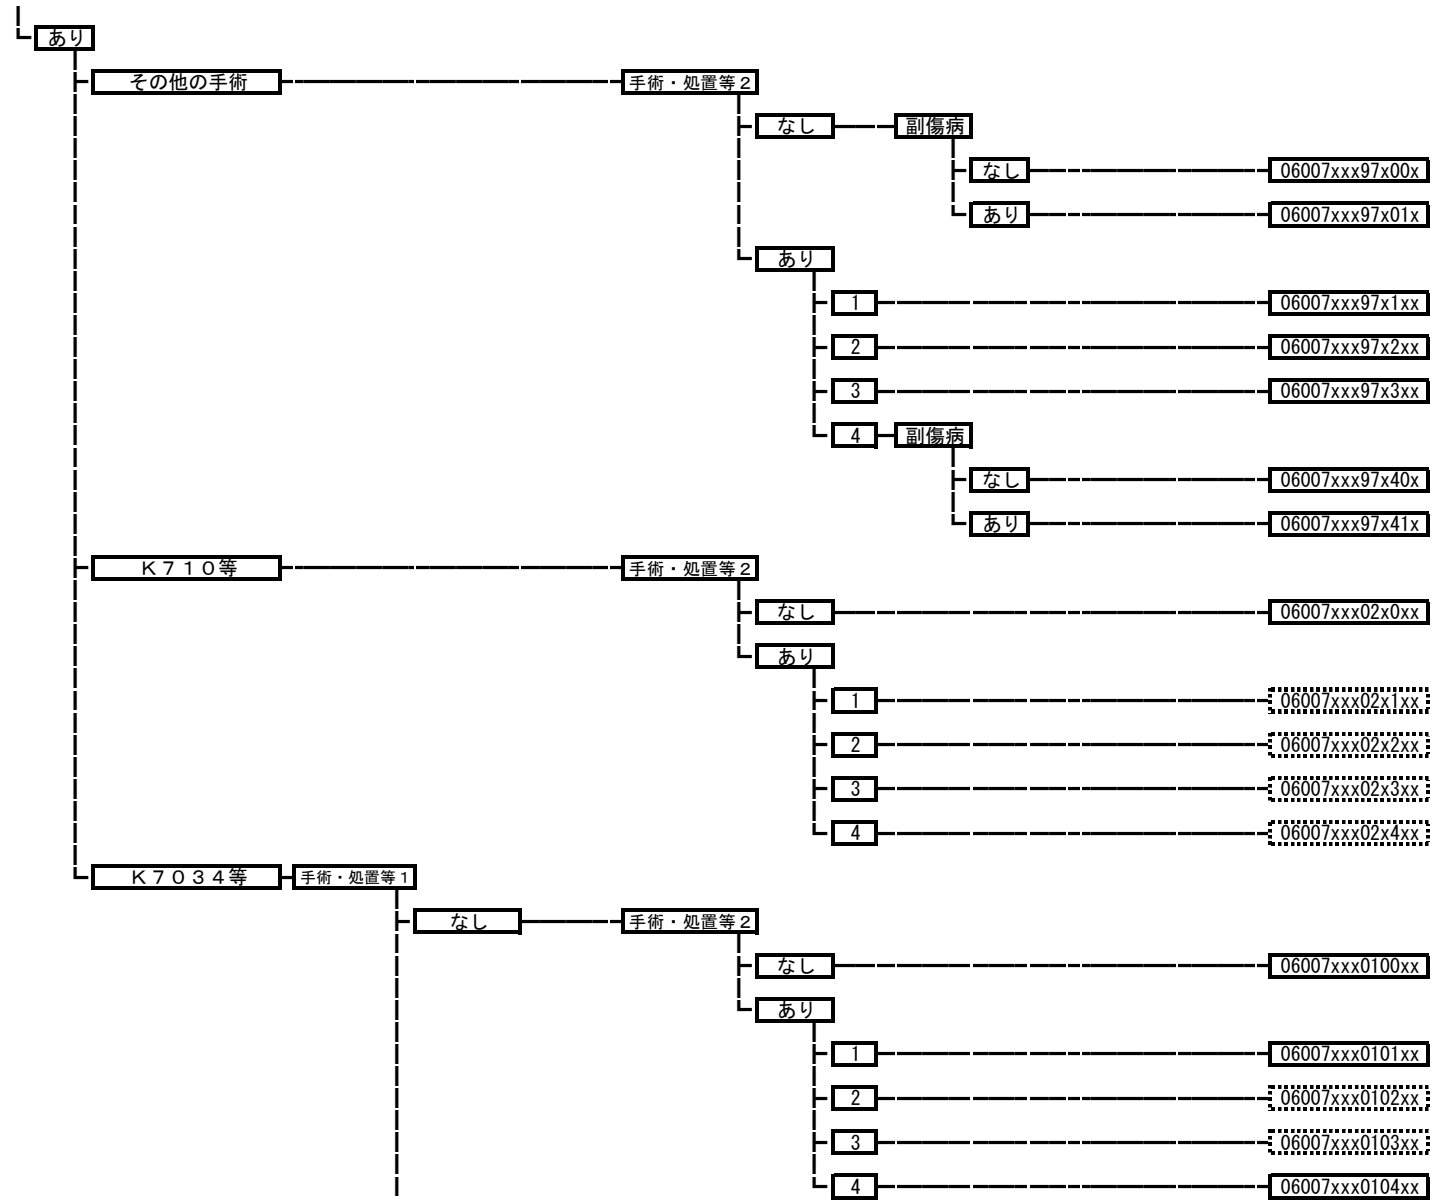 あり
その他の手術 手術・処置等２
なし 副傷病
なし 06007xxx97x00x
あり 06007xxx97x01x
あり
1 06007xxx97x1xx
2 06007xxx97x2xx
3 06007xxx97x3xx
4 副傷病
なし 06007xxx97x40x
あり 06007xxx97x41x
Ｋ７１０等 手術・処置等２
なし 06007xxx02x0xx
あり
1 06007xxx02x1xx
2 06007xxx02x2xx
3 06007xxx02x3xx
4 06007xxx02x4xx
Ｋ７０３４等 手術・処置等１
なし 手術・処置等２
なし 06007xxx0100xx
あり
1 06007xxx0101xx
2 06007xxx0102xx
3 06007xxx0103xx
4 06007xxx0104xx